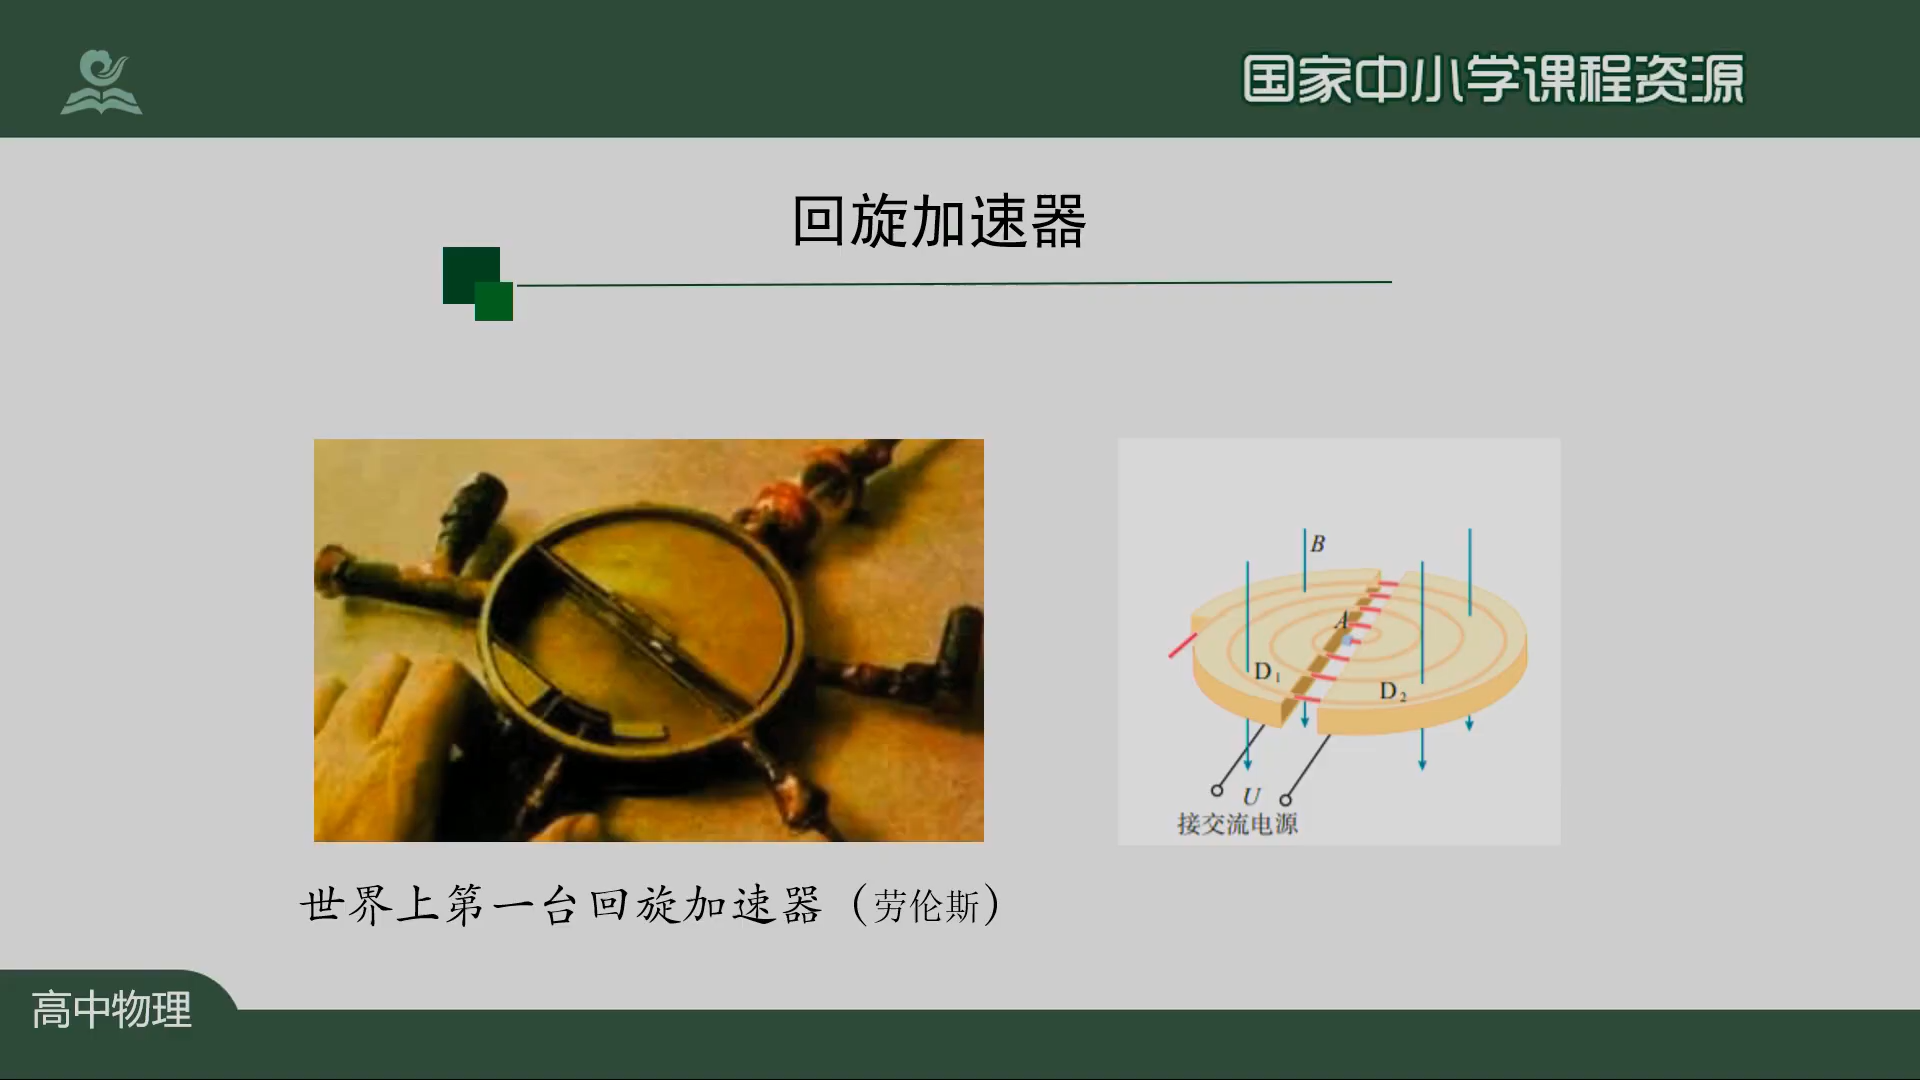 国家中小学课程资源
回旋加速器
B
A
D₁
D₂
U
接交流电源
世界上第一台回旋加速器（劳伦斯）
高中物理